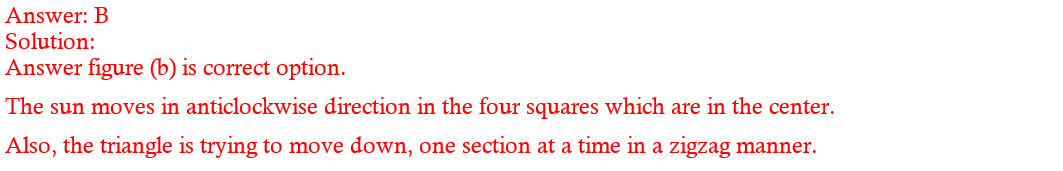 Answer: B
Solution:
Answer figure (b) is correct option.
The sun moves in anticlockwise direction in the four squares which are in the center.
Also, the triangle is trying to move down, one section at a time in a zigzag manner.